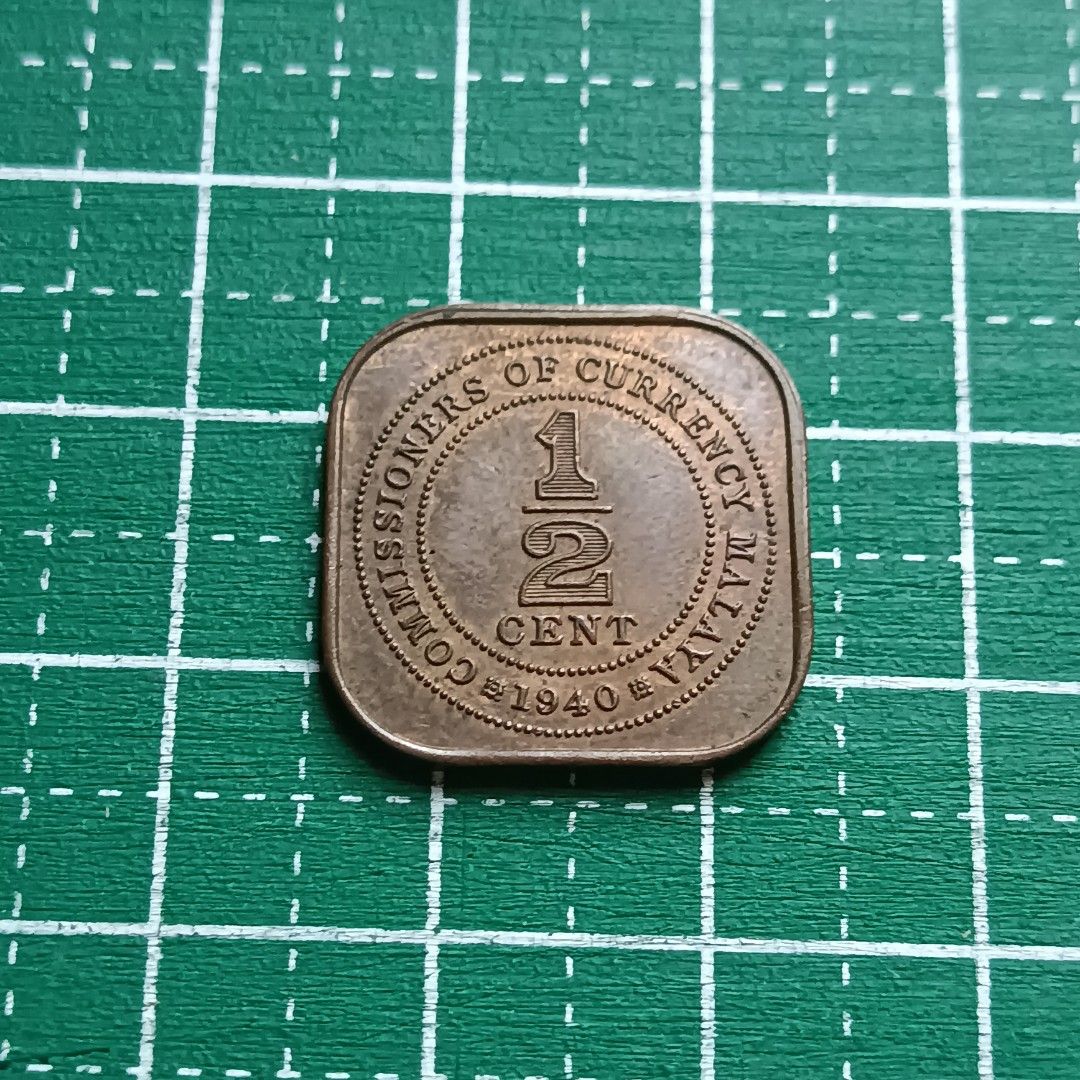 COMMISSIONERS OF CURRENCY MALAYA
1/2
CENT
1940